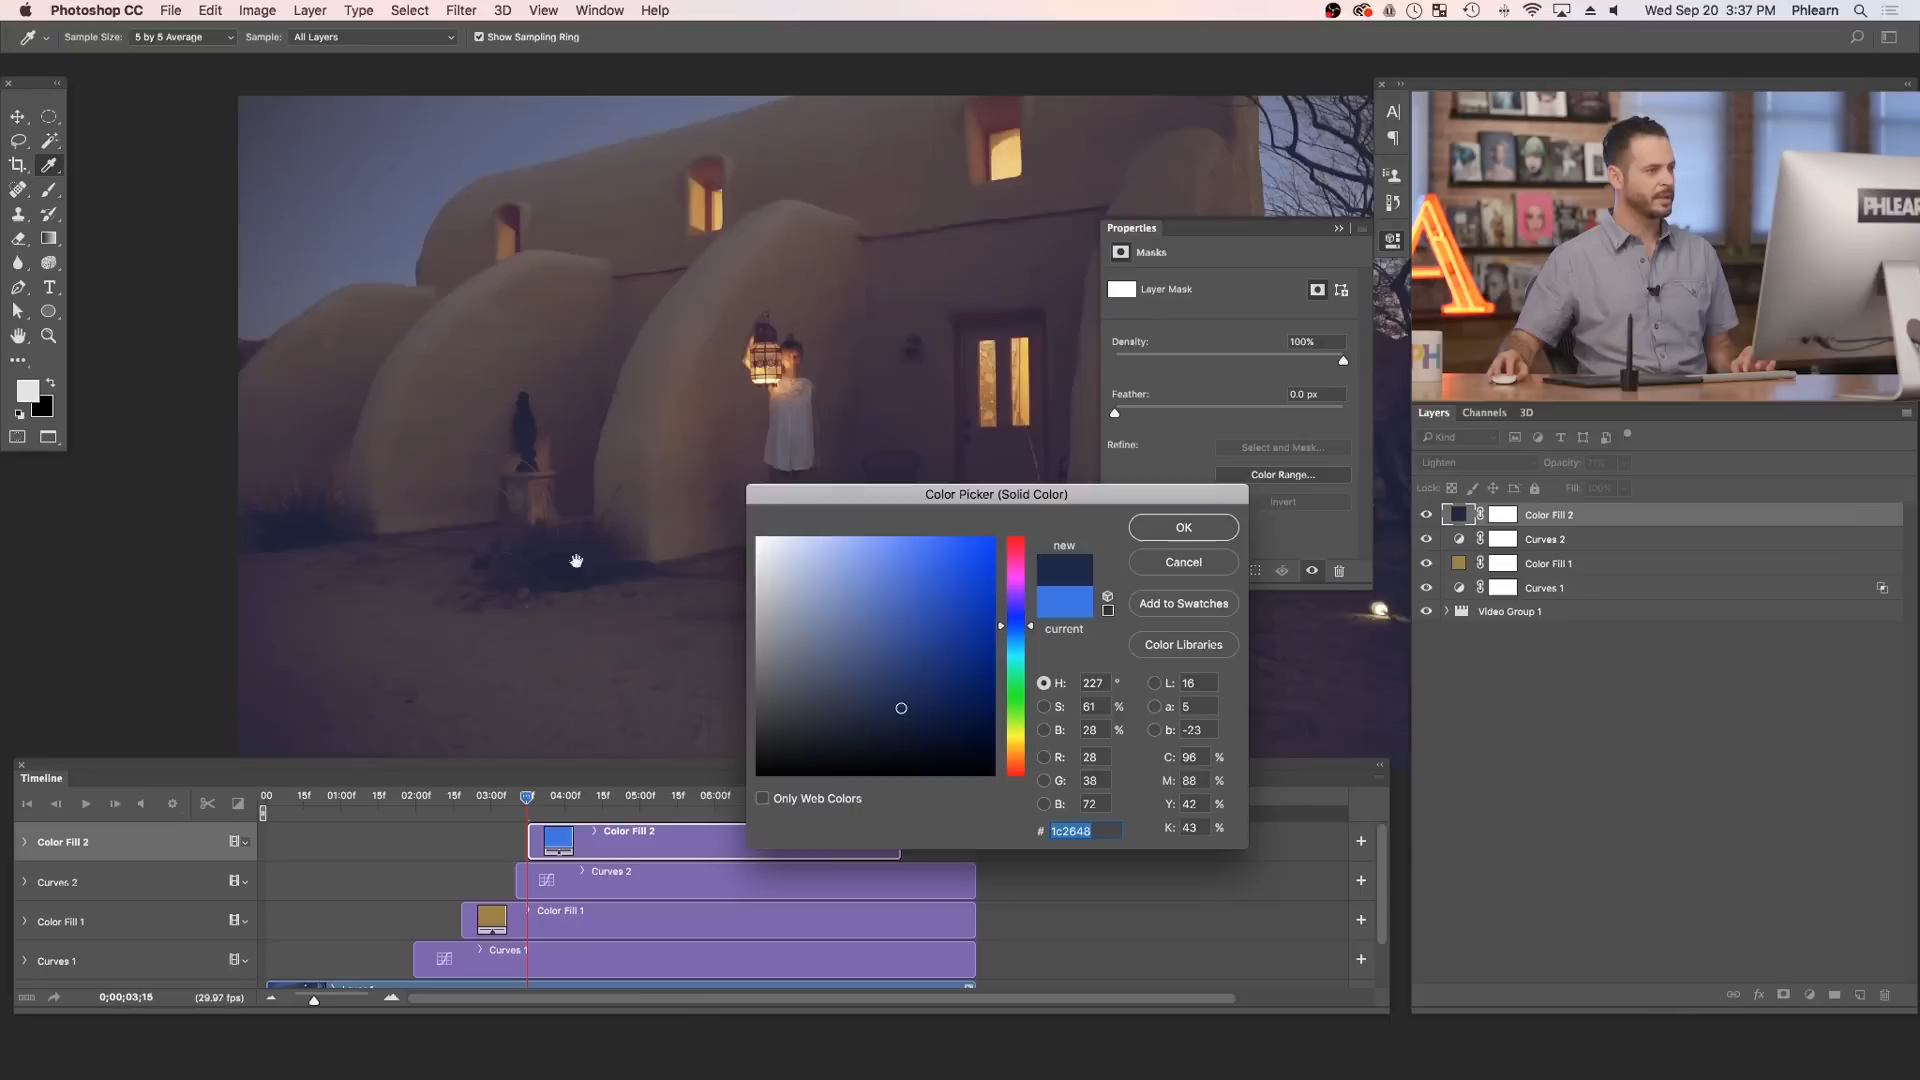 Photoshop CC File Edit Image Layer Type Select Filter 3D View Window Help Wed Sep 20 3:37 PM Phlearn
Sample Size: 5 by 5 Average Sample: All Layers Show Sampling Ring
Properties
Masks
Layer Mask
Density: 100%
Feather: 0.0 px
Refine: Select and Mask...
Color Range...
Invert
PHLEAR
PH
Layers Channels 3D
Kind
Lighten Opacity:
Lock: Fill: 100%
Color Fill 2
Curves 2
Color Fill 1
Curves 1
Video Group 1
Color Picker (Solid Color)
new
current
OK
Cancel
Add to Swatches
Color Libraries
H: 227 °
S: 61 %
B: 28 %
R: 28
G: 38
B: 72
# 1c2648
L: 16
a: 5
b: -23
C: 96 %
M: 88 %
Y: 42 %
K: 43 %
Only Web Colors
Timeline
00 15f 01:00f 15f 02:00f 15f 03:00f f 04:00f 15f 05:00f 15f 06:00f
Color Fill 2 Color Fill 2
Curves 2 Curves 2
Color Fill 1 Color Fill 1
Curves 1 Curves 1
0;00;03;15 (29.97 fps)